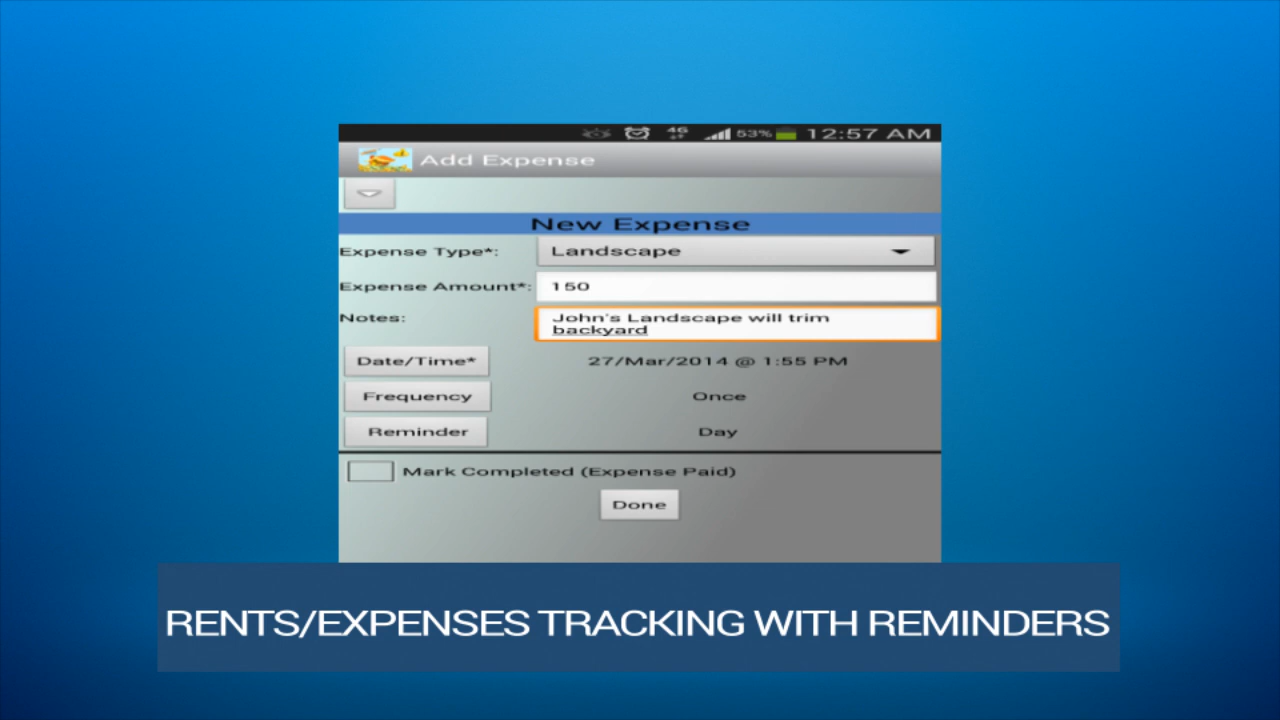 4G 53% 12:57 AM
Add Expense
New Expense
Expense Type*: Landscape
Expense Amount*: 150
Notes: John's Landscape will trim
backyard
Date/Time* 27/Mar/2014 @ 1:55 PM
Frequency Once
Reminder Day
Mark Completed (Expense Paid)
Done
RENTS/EXPENSES TRACKING WITH REMINDERS